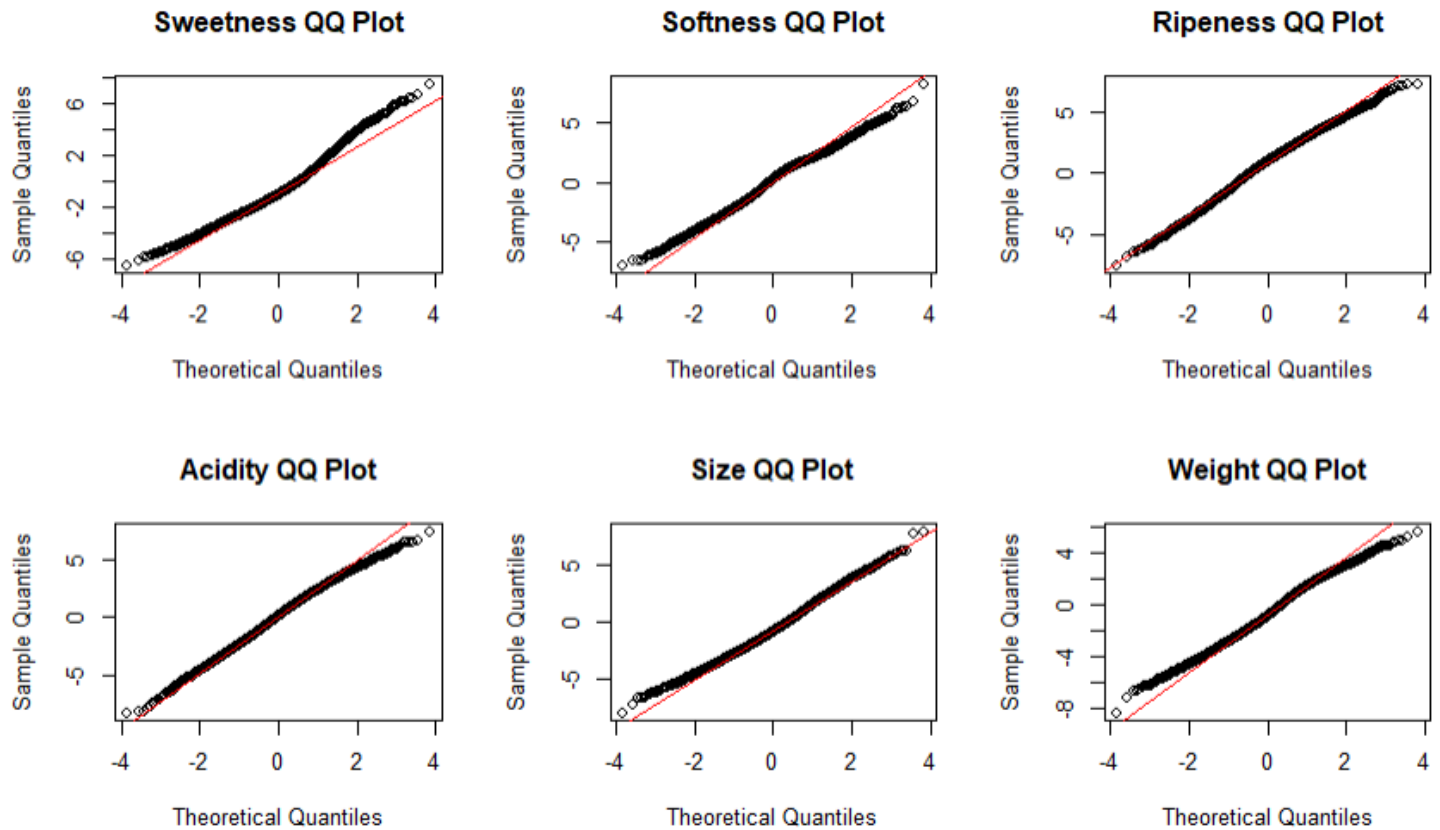 Sweetness QQ Plot
Sample Quantiles
6
2
-2
-6
-4 -2 0 2 4
Theoretical Quantiles
Softness QQ Plot
Sample Quantiles
5
0
-5
-4 -2 0 2 4
Theoretical Quantiles
Ripeness QQ Plot
Sample Quantiles
5
0
-5
-4 -2 0 2 4
Theoretical Quantiles
Acidity QQ Plot
Sample Quantiles
5
0
-5
-4 -2 0 2 4
Theoretical Quantiles
Size QQ Plot
Sample Quantiles
5
0
-5
-4 -2 0 2 4
Theoretical Quantiles
Weight QQ Plot
Sample Quantiles
4
0
-4
-8
-4 -2 0 2 4
Theoretical Quantiles